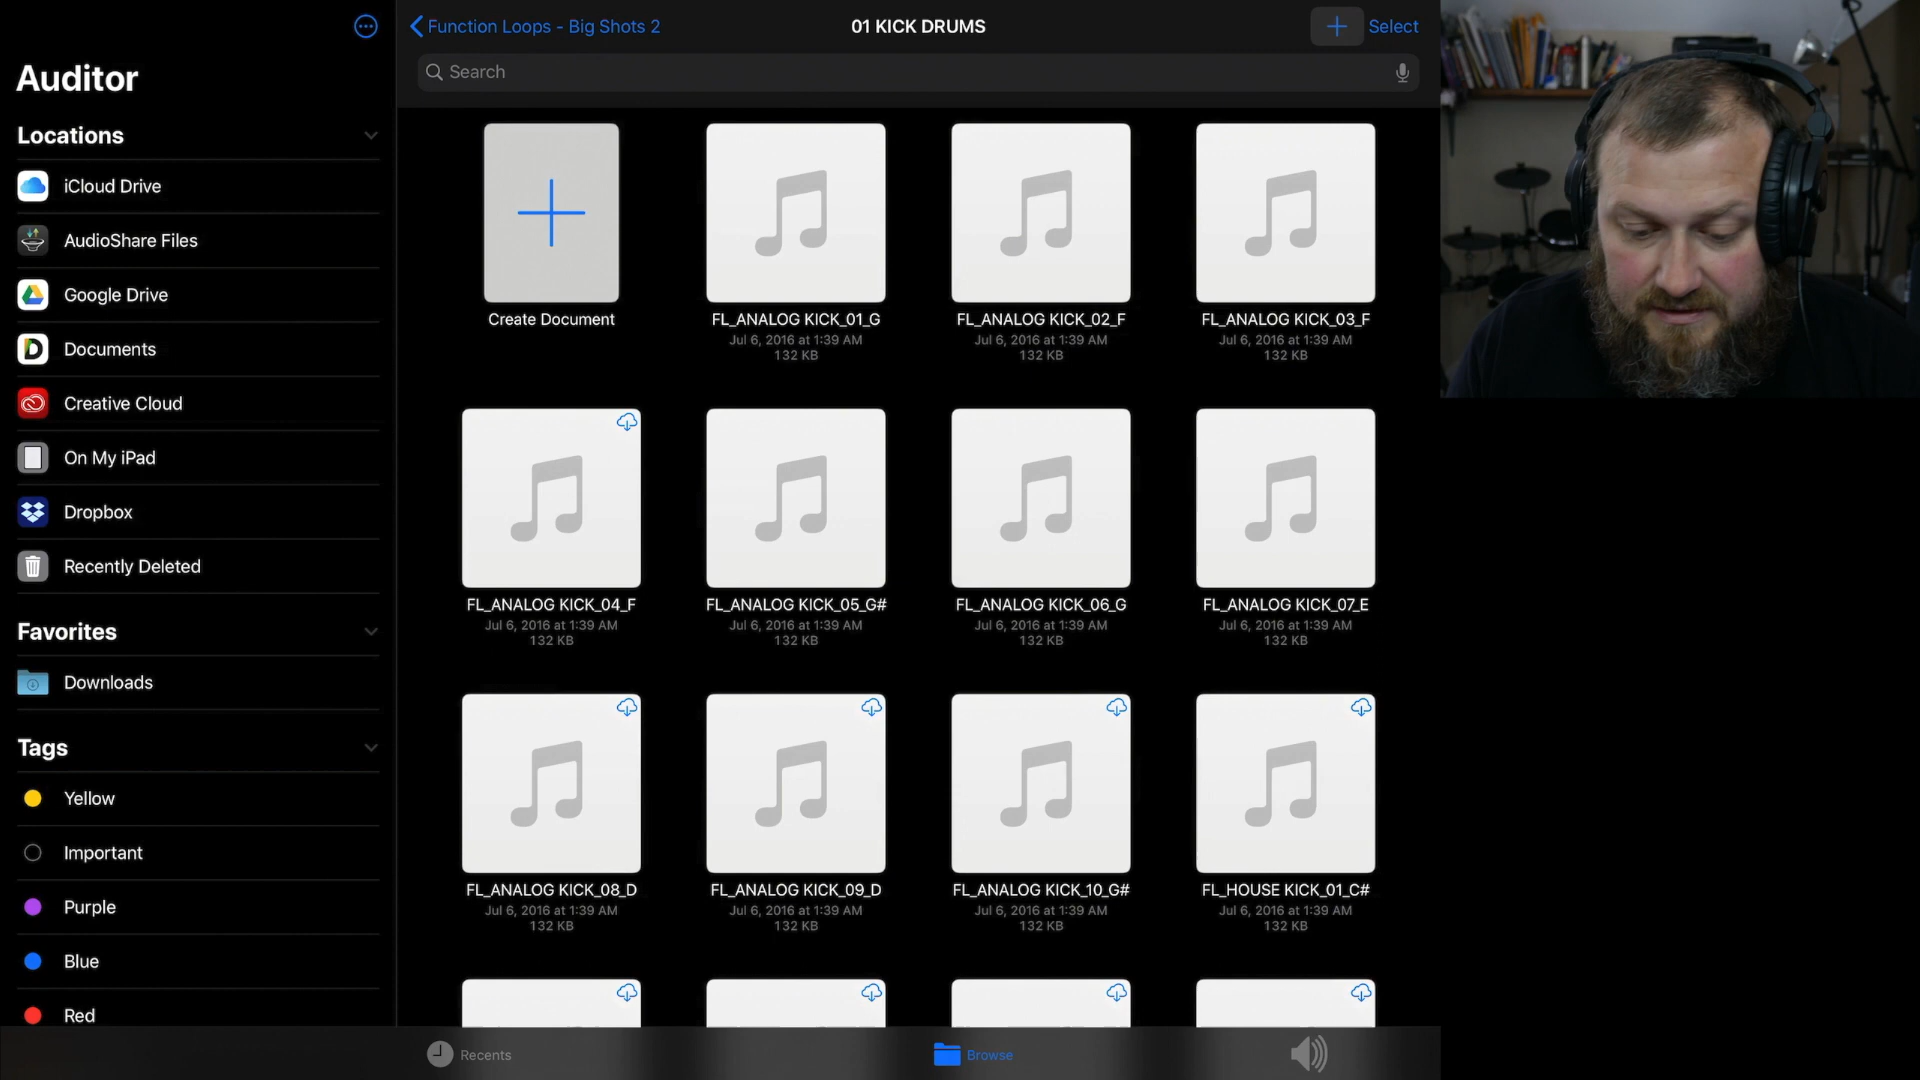 Auditor
Locations
iCloud Drive
AudioShare Files
Google Drive
Documents
Creative Cloud
On My iPad
Dropbox
Recently Deleted
Favorites
Downloads
Tags
Yellow
Important
Purple
Blue
Red
Function Loops - Big Shots 2
01 KICK DRUMS
Select
Search
Create Document
FL_ANALOG KICK_01_G
Jul 6, 2016 at 1:39 AM
132 KB
FL_ANALOG KICK_02_F
Jul 6, 2016 at 1:39 AM
132 KB
FL_ANALOG KICK_03_F
Jul 6, 2016 at 1:39 AM
132 KB
FL_ANALOG KICK_04_F
Jul 6, 2016 at 1:39 AM
132 KB
FL_ANALOG KICK_05_G#
Jul 6, 2016 at 1:39 AM
132 KB
FL_ANALOG KICK_06_G
Jul 6, 2016 at 1:39 AM
132 KB
FL_ANALOG KICK_07_E
Jul 6, 2016 at 1:39 AM
132 KB
FL_ANALOG KICK_08_D
Jul 6, 2016 at 1:39 AM
132 KB
FL_ANALOG KICK_09_D
Jul 6, 2016 at 1:39 AM
132 KB
FL_ANALOG KICK_10_G#
Jul 6, 2016 at 1:39 AM
132 KB
FL_HOUSE KICK_01_C#
Jul 6, 2016 at 1:39 AM
132 KB
Recents
Browse